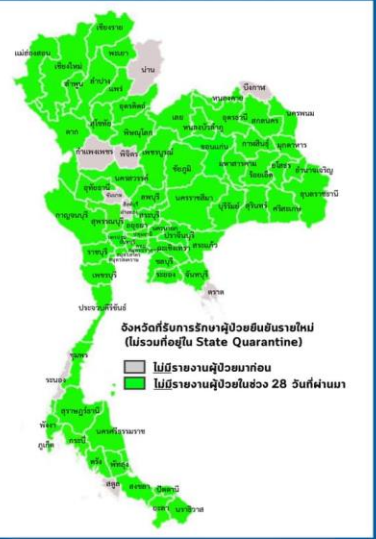 เชียงราย
แม่ฮ่องสอน
พะเยา
เชียงใหม่
น่าน
ลำพูน
ลำปาง
แพร่
บึงกาฬ
อุตรดิตถ์
หนองคาย
นครพนม
เลย
อุดรธานี
สกลนคร
หนองบัวลำภู
ตาก
สุโขทัย
พิษณุโลก
ขอนแก่น
กาฬสินธุ์
มุกดาหาร
กำแพงเพชร
พิจิตร
เพชรบูรณ์
มหาสารคาม
ชัยภูมิ
ร้อยเอ็ด
ยโสธร
อำนาจเจริญ
นครสวรรค์
อุทัยธานี
ชัยนาท
ลพบุรี
นครราชสีมา
บุรีรัมย์
สุรินทร์
ศรีสะเกษ
อุบลราชธานี
กาญจนบุรี
สุพรรณบุรี
สระบุรี
อยุธยา
นครนายก
ปราจีนบุรี
ฉะเชิงเทรา
สระแก้ว
ราชบุรี
ชลบุรี
เพชรบุรี
ระยอง
จันทบุรี
ตราด
ประจวบคีรีขันธ์
จังหวัดที่รับการรักษาผู้ป่วยยืนยันรายใหม่
(ไม่รวมที่อยู่ใน State Quarantine)
ไม่มีรายงานผู้ป่วยมาก่อน
ไม่มีรายงานผู้ป่วยในช่วง 28 วันที่ผ่านมา
ชุมพร
ระนอง
สุราษฎร์ธานี
พังงา
นครศรีธรรมราช
ภูเก็ต
กระบี่
ตรัง
พัทลุง
สตูล
สงขลา
ปัตตานี
ยะลา
นราธิวาส